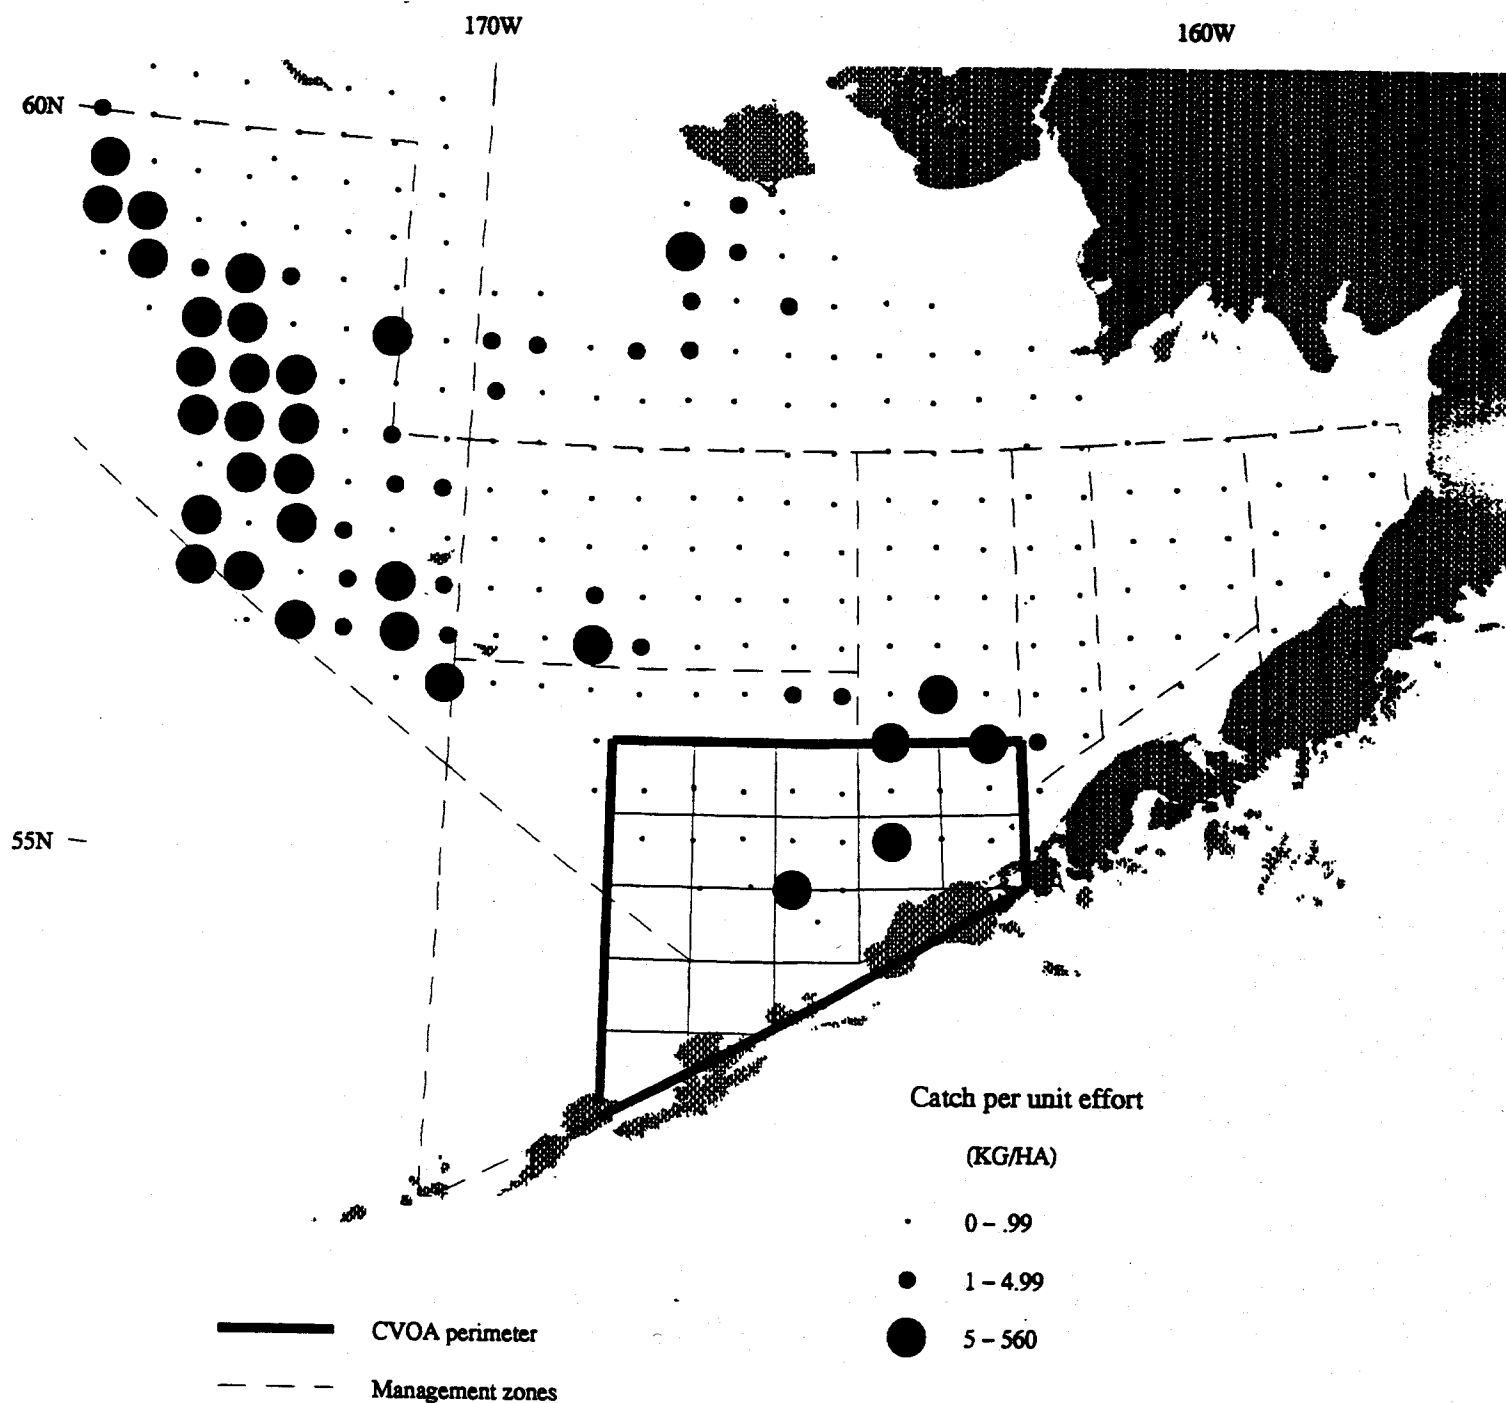 170W
160W
60N
55N
Catch per unit effort
(KG/HA)
0 – .99
1 – 4.99
5 – 560
CVOA perimeter
Management zones